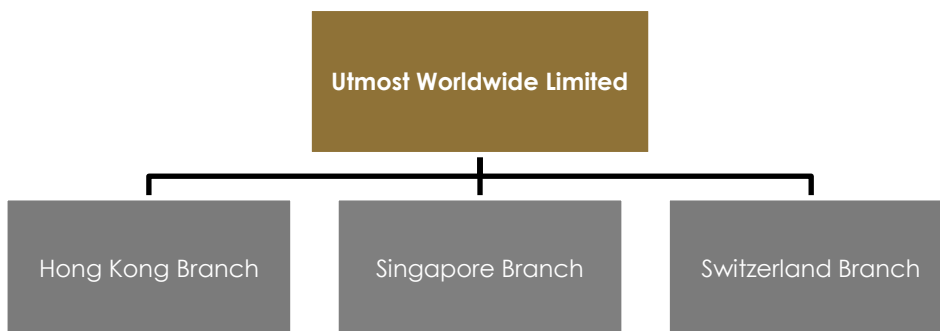 Utmost Worldwide Limited
Hong Kong Branch
Singapore Branch
Switzerland Branch